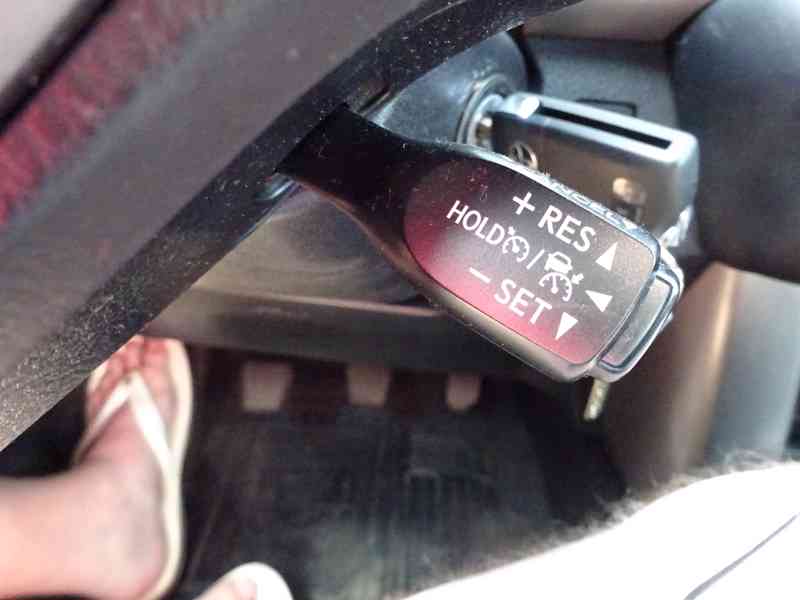 + RES
HOLD /
− SET